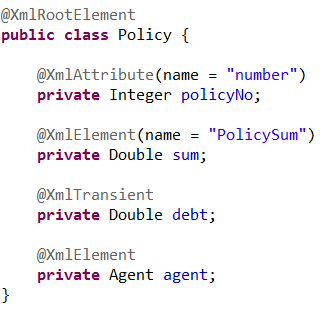 @XmlRootElement
public class Policy {
@XmlAttribute(name = "number")
private Integer policyNo;
@XmlElement(name = "PolicySum")
private Double sum;
@XmlTransient
private Double debt;
@XmlElement
private Agent agent;
}